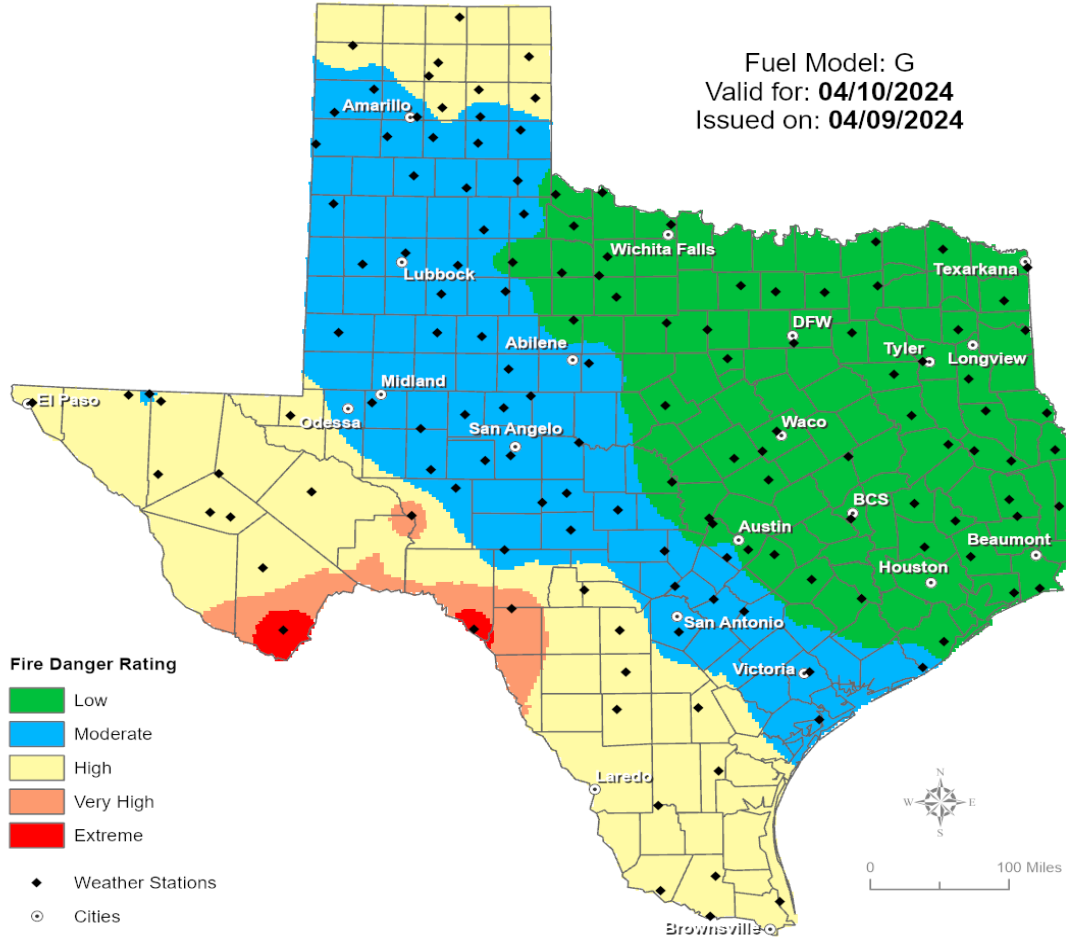 Fuel Model: G
Valid for: 04/10/2024
Issued on: 04/09/2024
Amarillo
Wichita Falls
Lubbock
Texarkana
DFW
Abilene
Tyler
Longview
Midland
El Paso
Odessa
Waco
San Angelo
BCS
Austin
Beaumont
Houston
San Antonio
Victoria
Fire Danger Rating
Low
Moderate
High
Very High
Extreme
Weather Stations
Cities
Laredo
Brownsville
N
W E
S
0 100 Miles